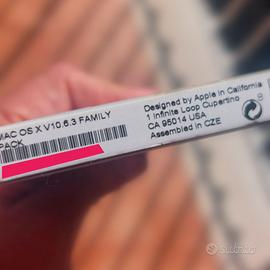 MAC OS X V10.6.3 FAMILY
PACK
Designed by Apple in California
1 Infinite Loop Cupertino
CA 95014 USA
Assembled in CZE
subito